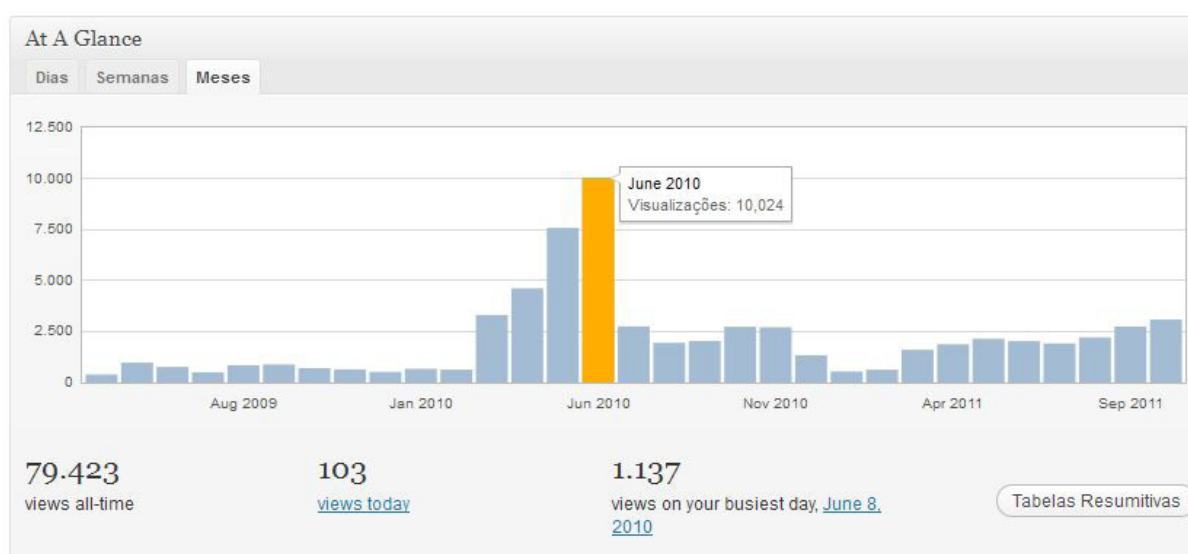 At A Glance
Dias Semanas Meses
12.500
10.000
7.500
5.000
2.500
0
June 2010
Visualizações: 10,024
Aug 2009 Jan 2010 Jun 2010 Nov 2010 Apr 2011 Sep 2011
79.423 103 1.137
views all-time views today views on your busiest day, June 8,
2010
Tabelas Resumitivas